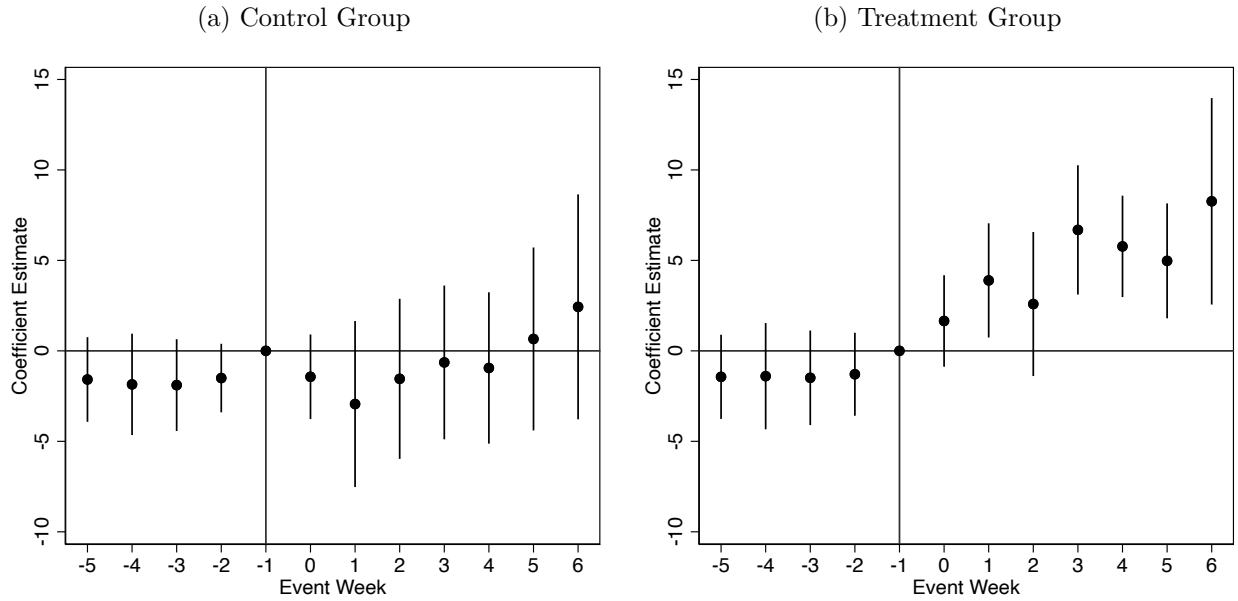 (a) Control Group
15
10
5
0
-5
-10
Coefficient Estimate
-5 -4 -3 -2 -1 0 1 2 3 4 5 6
Event Week
(b) Treatment Group
15
10
5
0
-5
-10
Coefficient Estimate
-5 -4 -3 -2 -1 0 1 2 3 4 5 6
Event Week